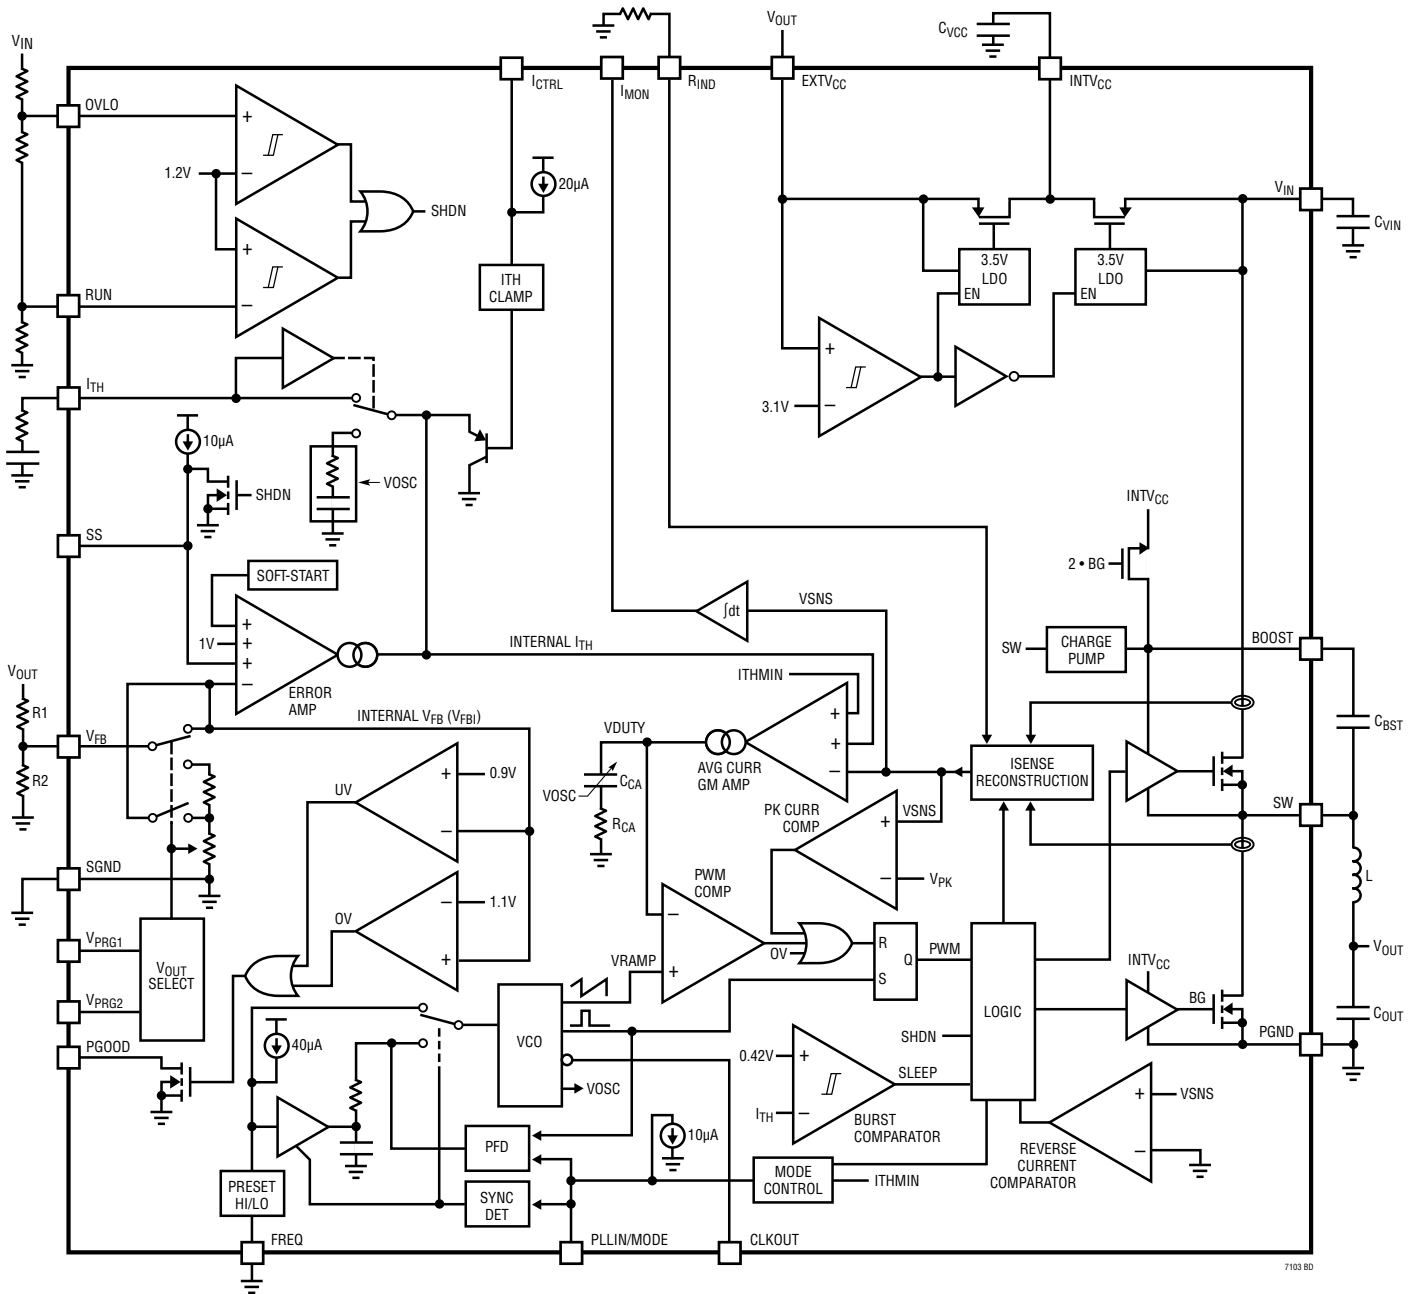 VOUT
CVCC
VIN
ICTRL
IMON
RIND
EXTVCC
INTVCC
OVLO
+
1.2V
−
20µA
SHDN
VIN
CVIN
+
ITH
CLAMP
3.5V
LDO
EN
3.5V
LDO
EN
RUN
−
+
3.1V
−
ITH
10µA
SHDN
VOSC
INTVCC
SS
2 • BG
SOFT-START
∫dt
VSNS
+
1V
+
+
−
INTERNAL ITH
SW
CHARGE
PUMP
BOOST
VOUT
ERROR
AMP
ITHMIN
R1
INTERNAL VFB (VFBI)
VDUTY
+
+
−
CBST
VFB
AVG CURR
GM AMP
ISENSE
RECONSTRUCTION
R2
+
0.9V
UV
VOSC
CCA
SW
PK CURR
COMP
+
VSNS
RCA
−
SGND
PWM
COMP
−
VPK
L
−
1.1V
OV
−
VPRG1
VOUT
SELECT
+
VRAMP
+
OV
R
Q
S
PWM
VOUT
INTVCC
VPRG2
BG
LOGIC
COUT
PGOOD
40µA
VCO
SHDN
PGND
0.42V
+
SLEEP
VOSC
ITH
−
BURST
COMPARATOR
+
VSNS
10µA
PFD
−
REVERSE
CURRENT
COMPARATOR
MODE
CONTROL
ITHMIN
PRESET
HI/LO
SYNC
DET
FREQ
PLLIN/MODE
CLKOUT
7103 BD